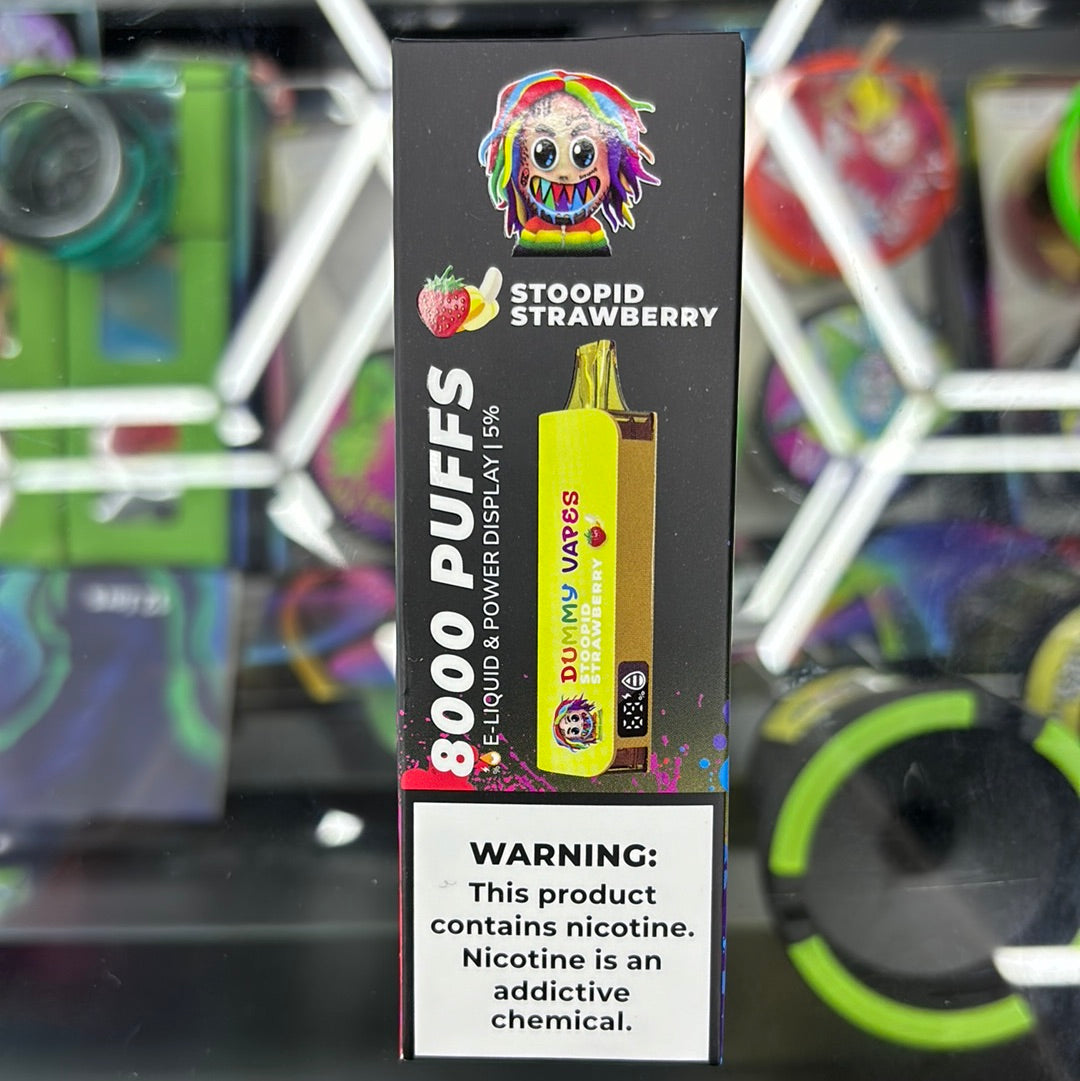 STOOPID
STRAWBERRY
8000 PUFFS
E-LIQUID & POWER DISPLAY | 5%
DUMMY VAPES
STOOPID
STRAWBERRY
WARNING:
This product
contains nicotine.
Nicotine is an
addictive
chemical.